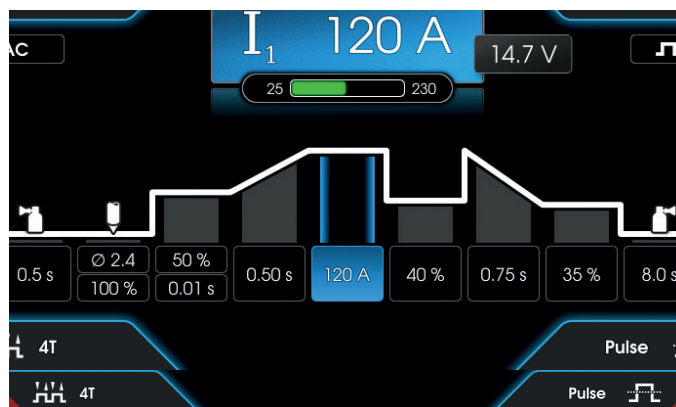 I1 120 A
AC
14.7 V
25 230
0.5 s
Ø 2.4
100 %
50 %
0.01 s
0.50 s
120 A
40 %
0.75 s
35 %
8.0 s
4T
Pulse
4T
Pulse